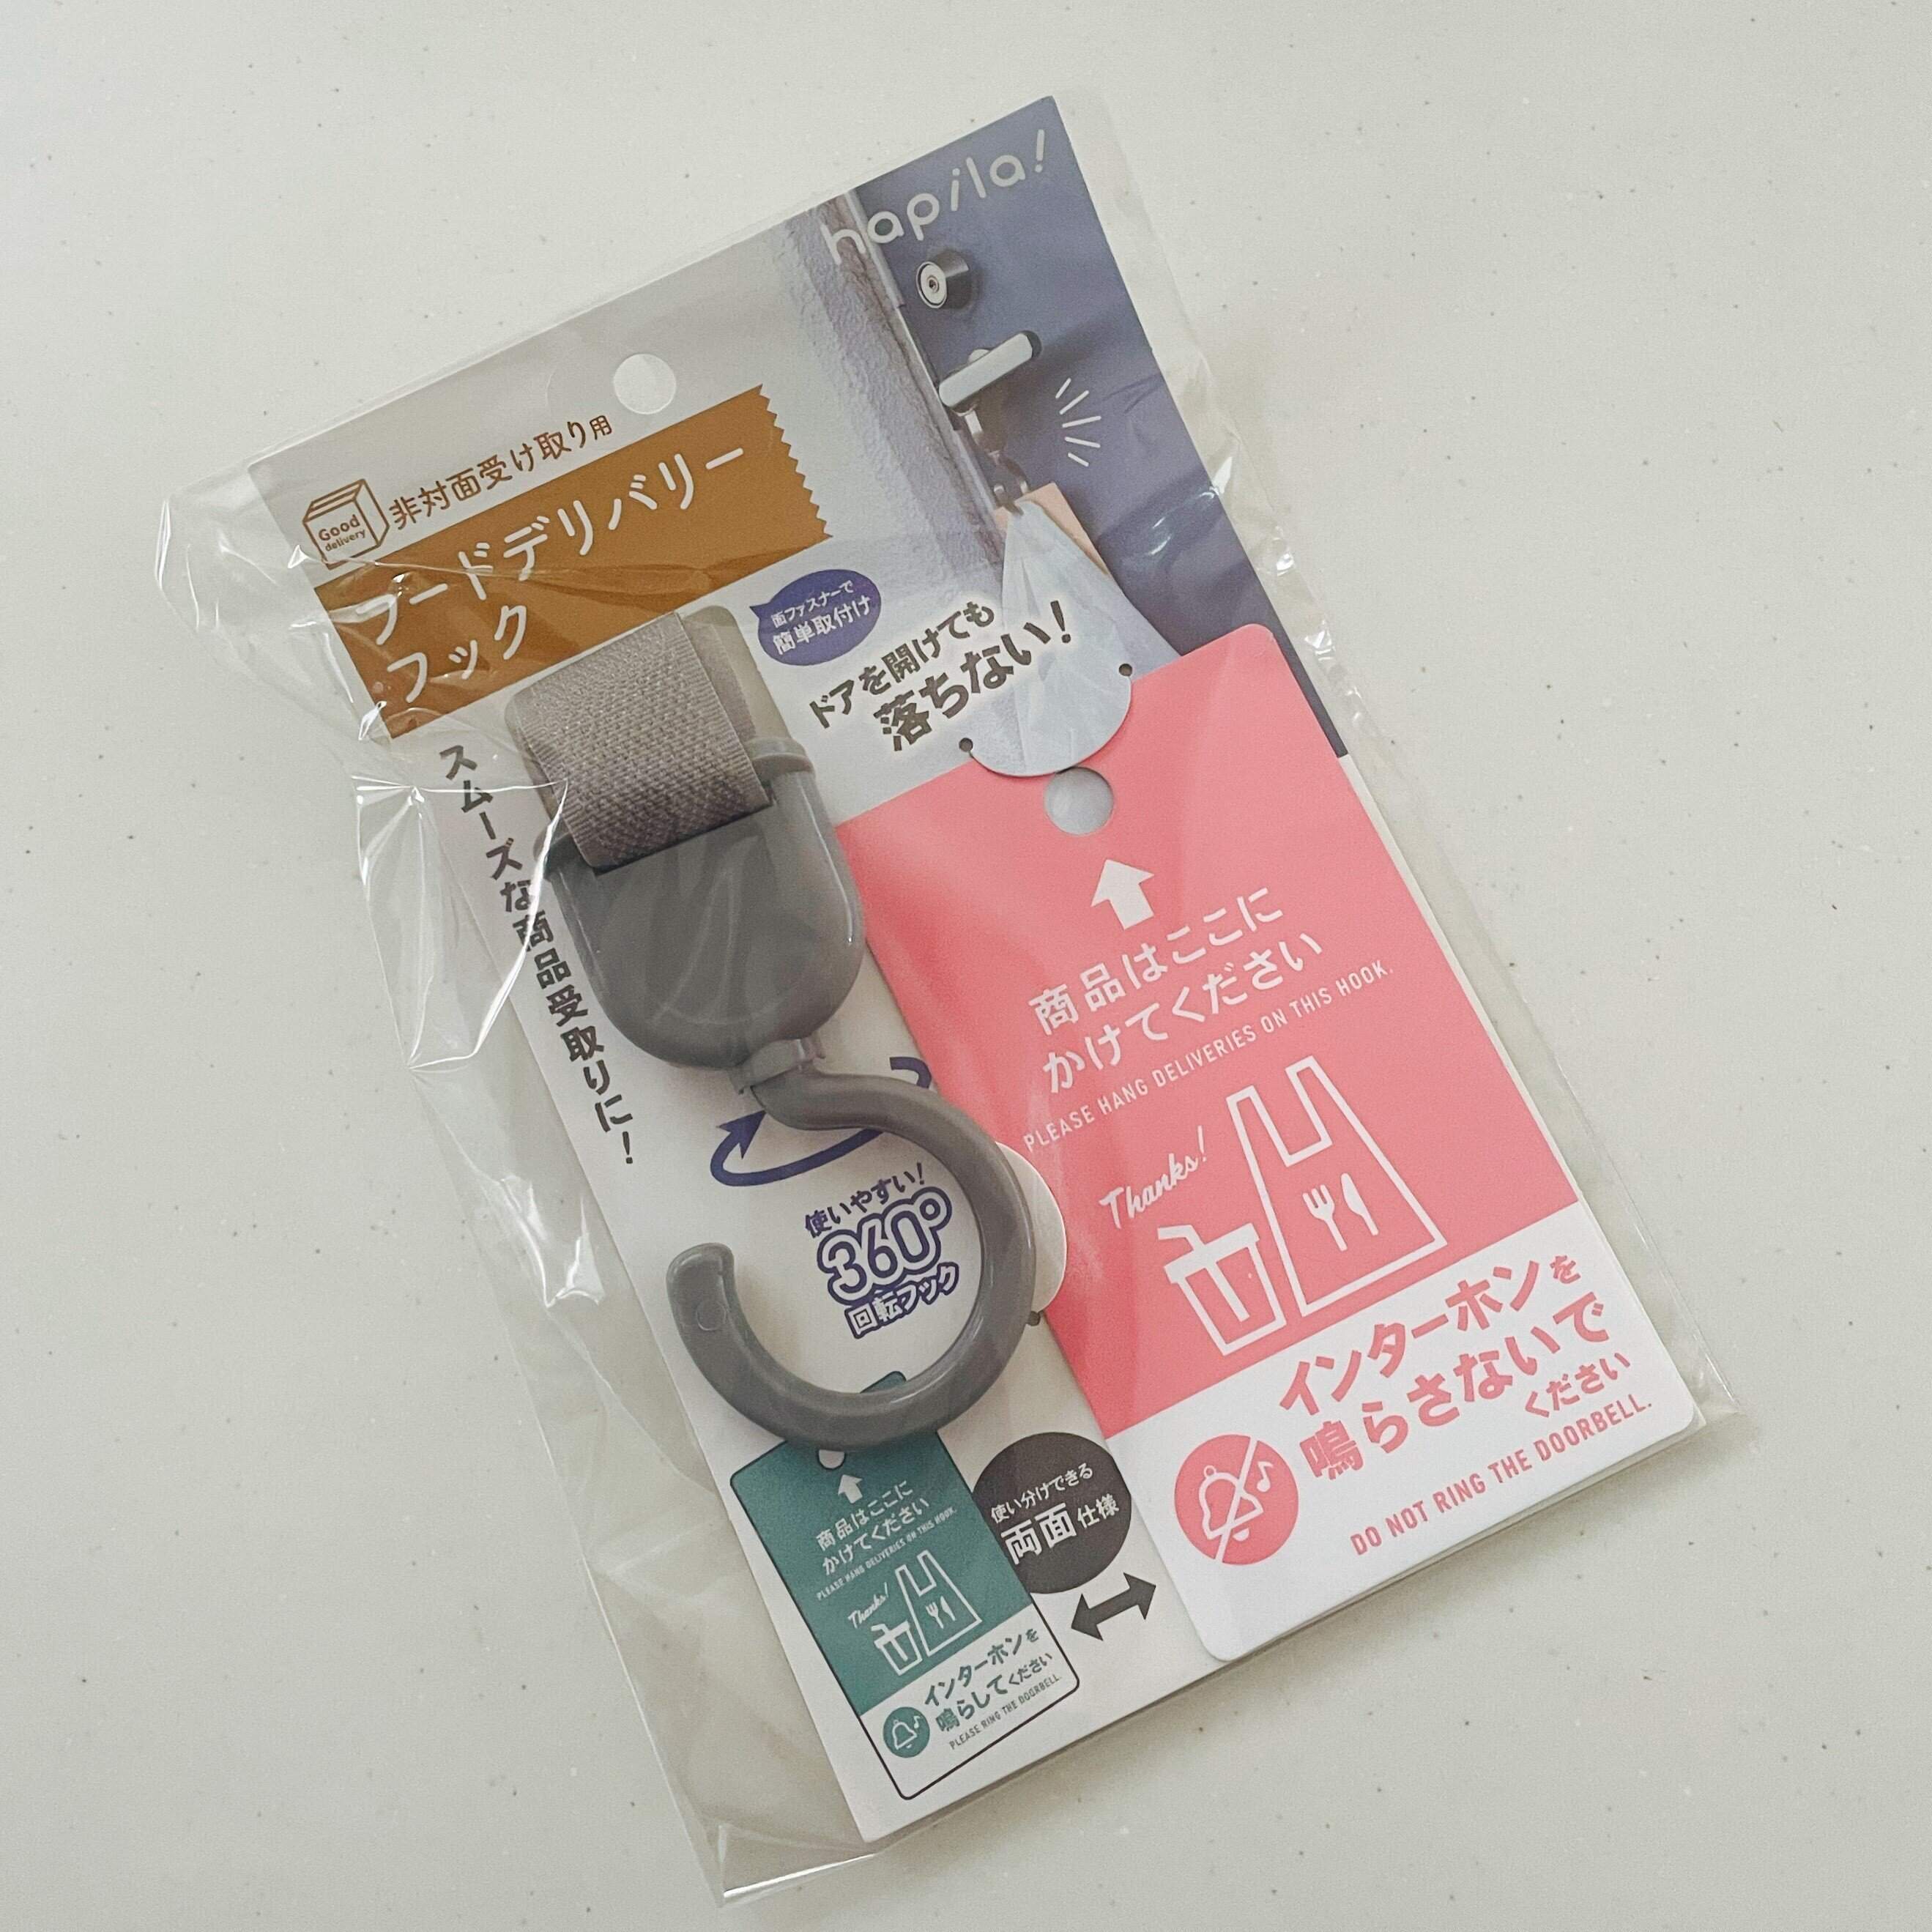 hapila!
Good
delivery
非対面受け取り用
フードデリバリー
フック
面ファスナーで
簡単取付け
ドアを開けても
落ちない!
スムーズな商品受取りに!
商品はここに
かけてください
PLEASE HANG DELIVERIES ON THIS HOOK.
Thanks!
インターホンを
鳴らさないで
ください
DO NOT RING THE DOORBELL.
使いやすい!
360°
回転フック
使い分けできる
両面仕様
商品はここに
かけてください
PLEASE HANG DELIVERIES ON THIS HOOK.
Thanks!
インターホンを
鳴らしてください
PLEASE RING THE DOORBELL.